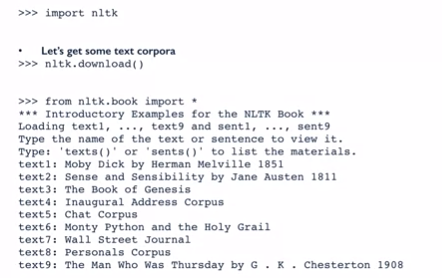 >>> import nltk
• Let's get some text corpora
>>> nltk.download()
>>> from nltk.book import *
*** Introductory Examples for the NLTK Book ***
Loading text1, ..., text9 and sent1, ..., sent9
Type the name of the text or sentence to view it.
Type: 'texts()' or 'sents()' to list the materials.
text1: Moby Dick by Herman Melville 1851
text2: Sense and Sensibility by Jane Austen 1811
text3: The Book of Genesis
text4: Inaugural Address Corpus
text5: Chat Corpus
text6: Monty Python and the Holy Grail
text7: Wall Street Journal
text8: Personals Corpus
text9: The Man Who Was Thursday by G . K . Chesterton 1908